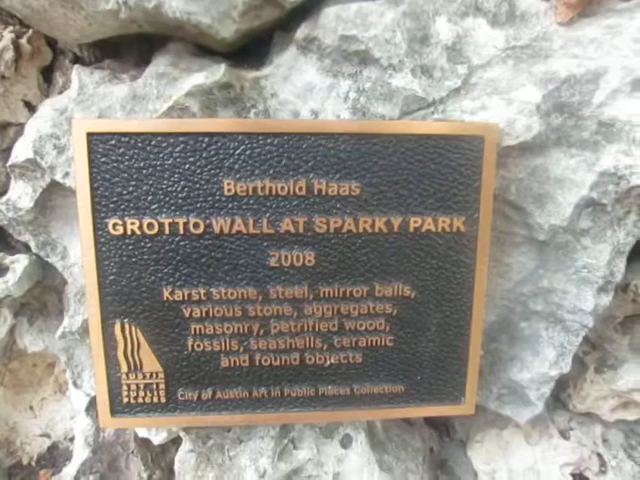 Berthold Haas
GROTTO WALL AT SPARKY PARK
2008
Karst stone, steel, mirror balls,
various stone, aggregates,
masonry, petrified wood,
fossils, seashells, ceramic
and found objects
AUSTIN
ART IN
PUBLIC
PLACES
City of Austin Art in Public Places Collection